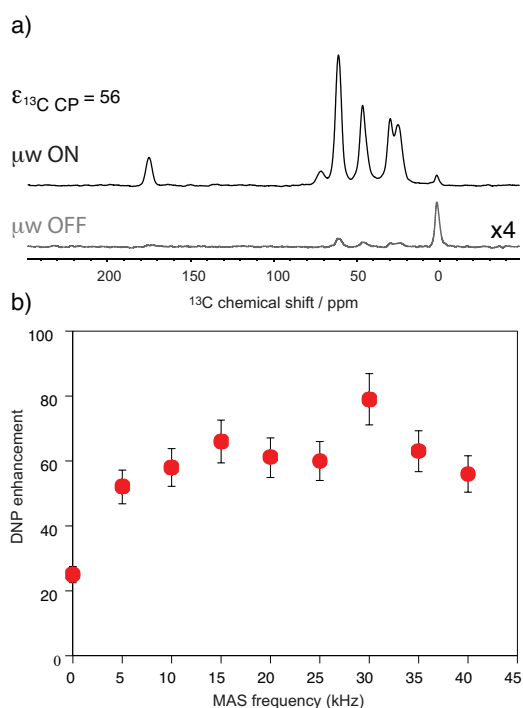 a)
ε13C CP = 56
μw ON
μw OFF
x4
200 150 100 50 0
13C chemical shift / ppm
b)
100
80
60
40
20
0
0 5 10 15 20 25 30 35 40 45
DNP enhancement
MAS frequency (kHz)